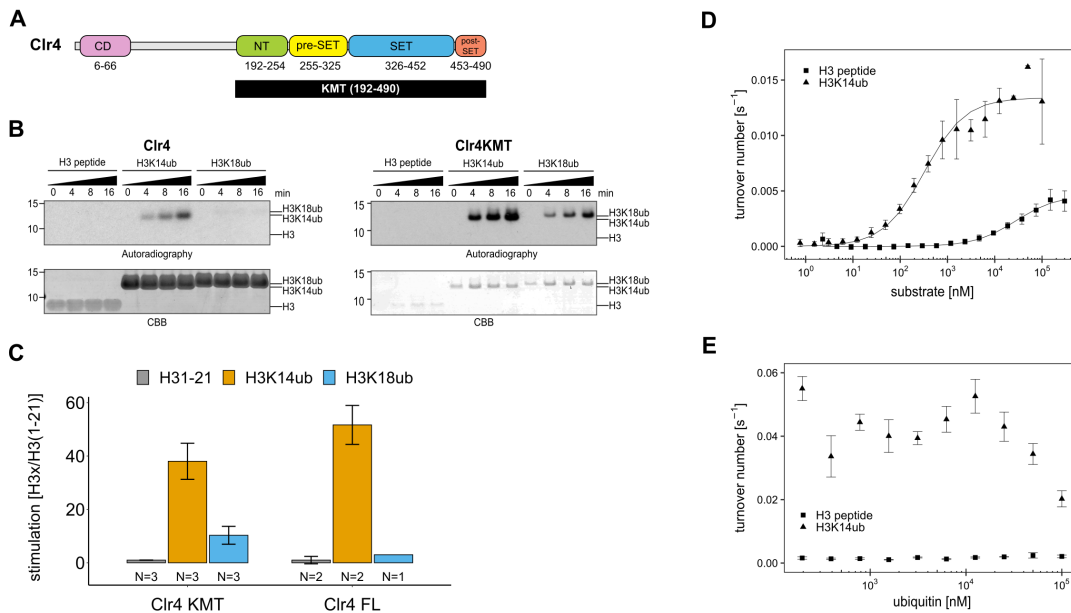 A
Clr4
CD
NT
pre-SET
SET
post-
SET
6-66
192-254
255-325
326-452
453-490
KMT (192-490)
B
Clr4
H3 peptide
H3K14ub
H3K18ub
0 4 8 16 0 4 8 16 0 4 8 16 min
15
10
H3K18ub
H3K14ub
H3
Autoradiography
15
10
H3K18ub
H3K14ub
H3
CBB
Clr4KMT
H3 peptide
H3K14ub
H3K18ub
0 4 8 16 0 4 8 16 0 4 8 16 min
15
10
H3K18ub
H3K14ub
H3
Autoradiography
15
10
H3K18ub
H3K14ub
H3
CBB
C
H31-21 H3K14ub H3K18ub
stimulation [H3x/H3(1-21)]
60
40
20
0
N=3 N=3 N=3 N=2 N=2 N=1
Clr4 KMT Clr4 FL
D
H3 peptide
H3K14ub
turnover number [s⁻¹]
0.015
0.010
0.005
0.000
10⁰ 10¹ 10² 10³ 10⁴ 10⁵
substrate [nM]
E
turnover number [s⁻¹]
0.06
0.04
0.02
0.00
H3 peptide
H3K14ub
10³ 10⁴ 10⁵
ubiquitin [nM]